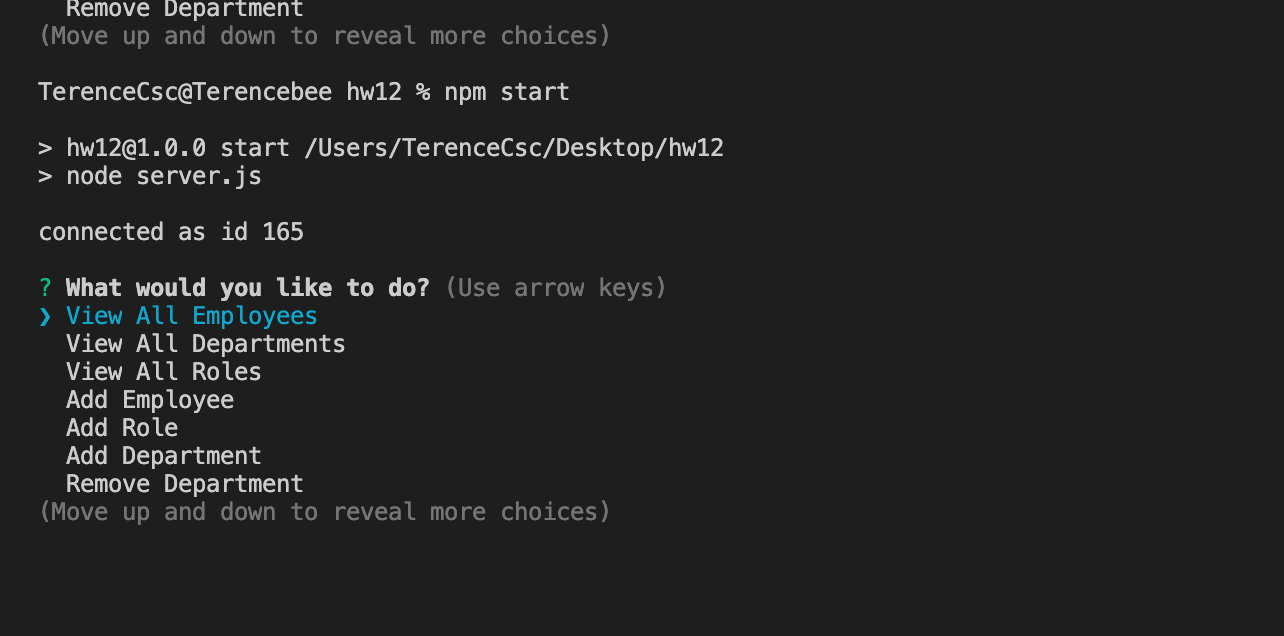 Remove Department
(Move up and down to reveal more choices)
TerenceCsc@Terencebee hw12 % npm start
> hw12@1.0.0 start /Users/TerenceCsc/Desktop/hw12
> node server.js
connected as id 165
? What would you like to do? (Use arrow keys)
❯ View All Employees
View All Departments
View All Roles
Add Employee
Add Role
Add Department
Remove Department
(Move up and down to reveal more choices)